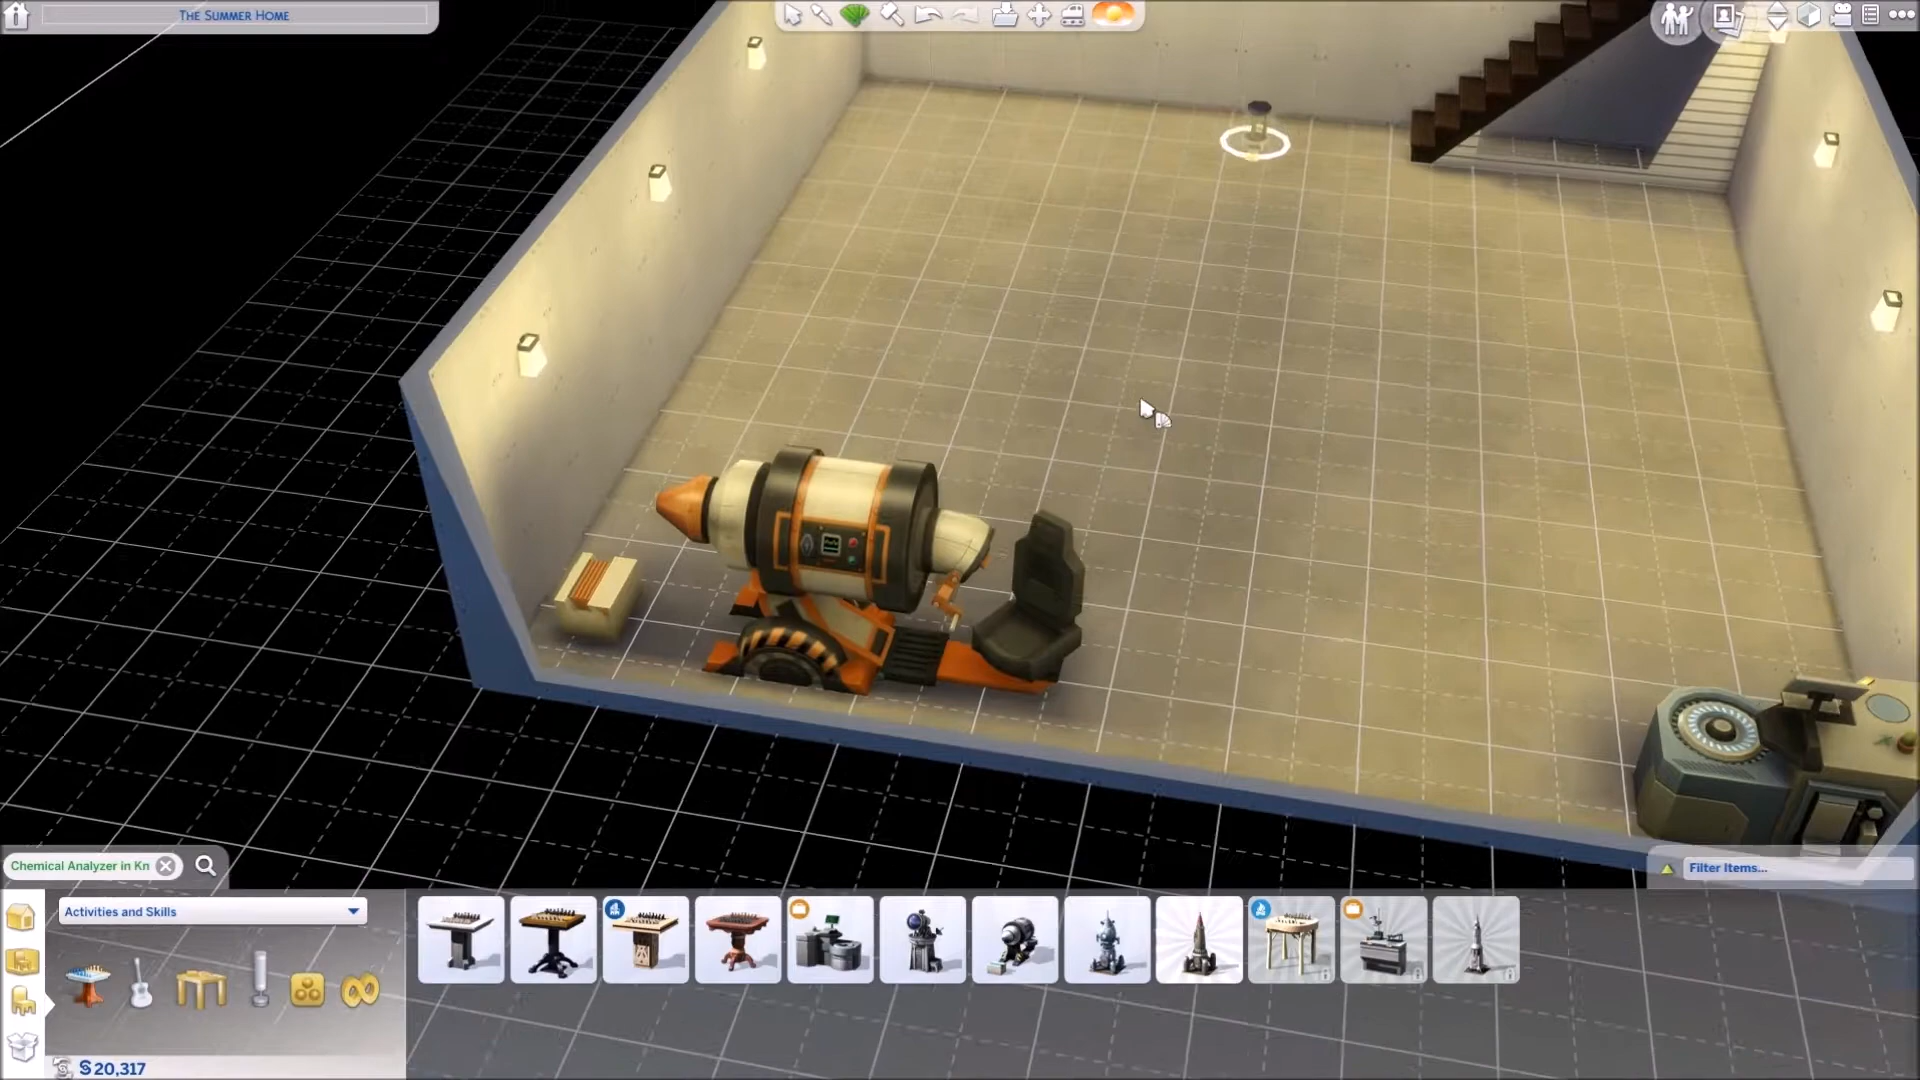 The Summer Home
Chemical Analyzer in Kn
Filter Items...
Activities and Skills
§20,317